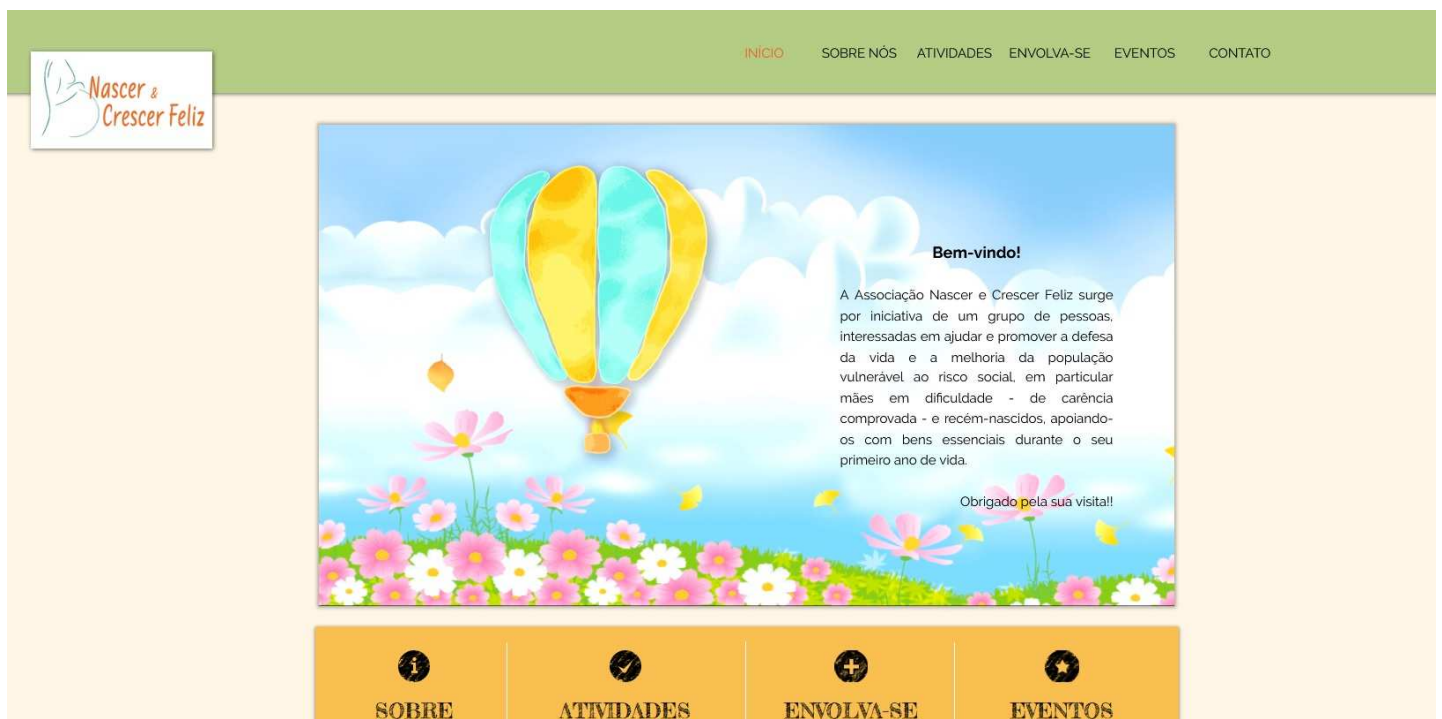 INÍCIO SOBRE NÓS ATIVIDADES ENVOLVA-SE EVENTOS CONTATO
Nascer &
Crescer Feliz
Bem-vindo!
A Associação Nascer e Crescer Feliz surge
por iniciativa de um grupo de pessoas,
interessadas em ajudar e promover a defesa
da vida e a melhoria da população
vulnerável ao risco social, em particular
mães em dificuldade - de carência
comprovada - e recém-nascidos, apoiando-
os com bens essenciais durante o seu
primeiro ano de vida.
Obrigado pela sua visita!!
SOBRE ATIVIDADES ENVOLVA-SE EVENTOS